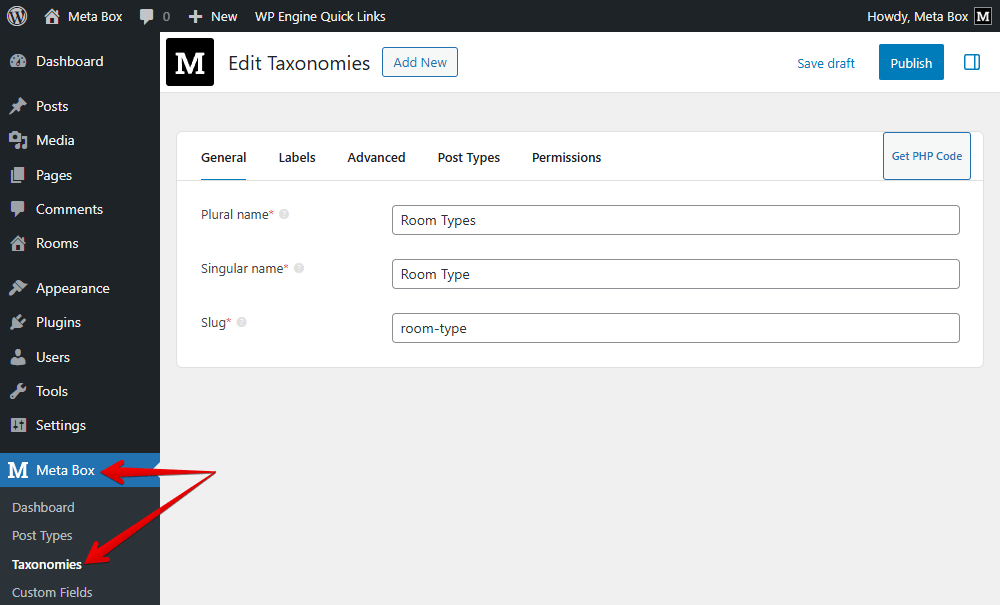 Meta Box 0 New WP Engine Quick Links Howdy, Meta Box M
Dashboard
Posts
Media
Pages
Comments
Rooms
Appearance
Plugins
Users
Tools
Settings
M Meta Box
Dashboard
Post Types
Taxonomies
Custom Fields
M Edit Taxonomies Add New Save draft Publish
General Labels Advanced Post Types Permissions Get PHP Code
Plural name* ? Room Types
Singular name* ? Room Type
Slug* ? room-type